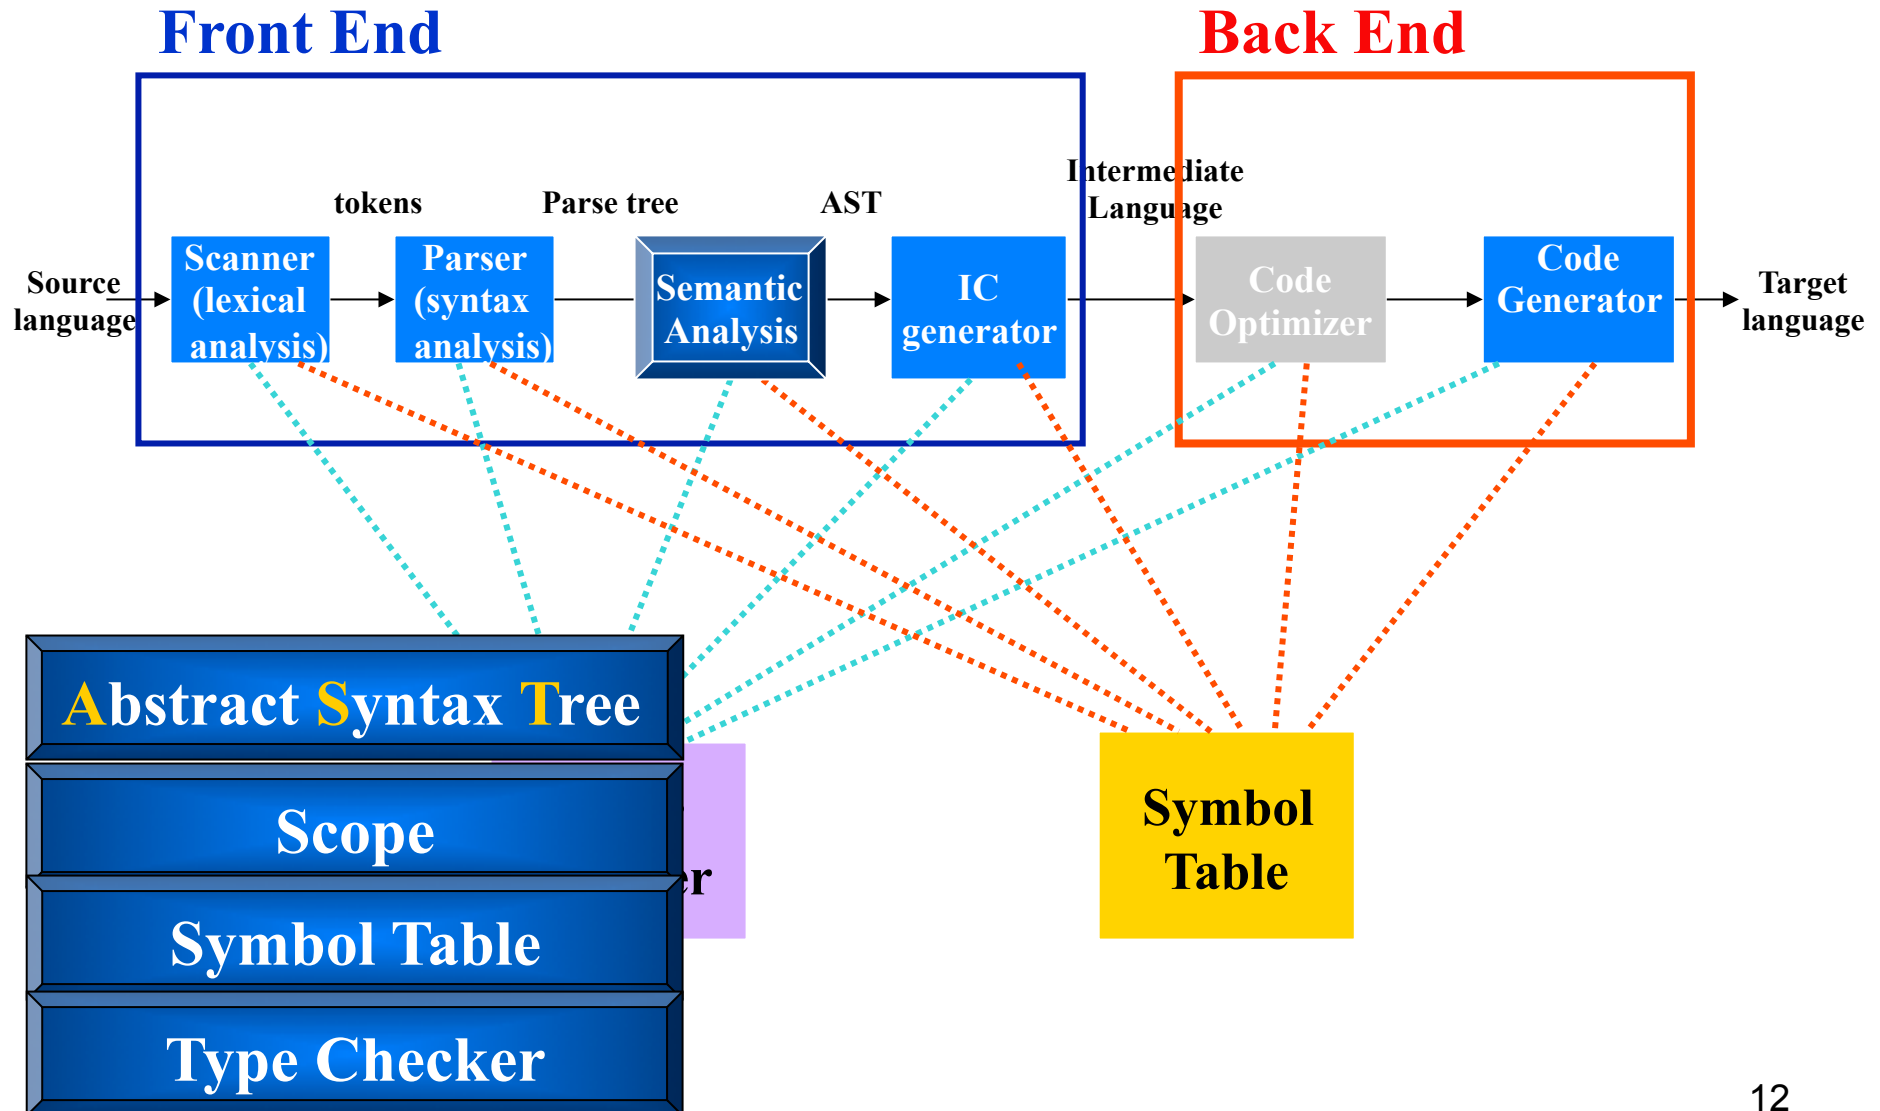 Front End
Back End
Intermediate
Language
tokens
Parse tree
AST
Source
language
Scanner
(lexical
analysis)
Parser
(syntax
analysis)
Semantic
Analysis
IC
generator
Code
Optimizer
Code
Generator
Target
language
Abstract Syntax Tree
Scope
Symbol Table
Type Checker
Symbol
Table
12